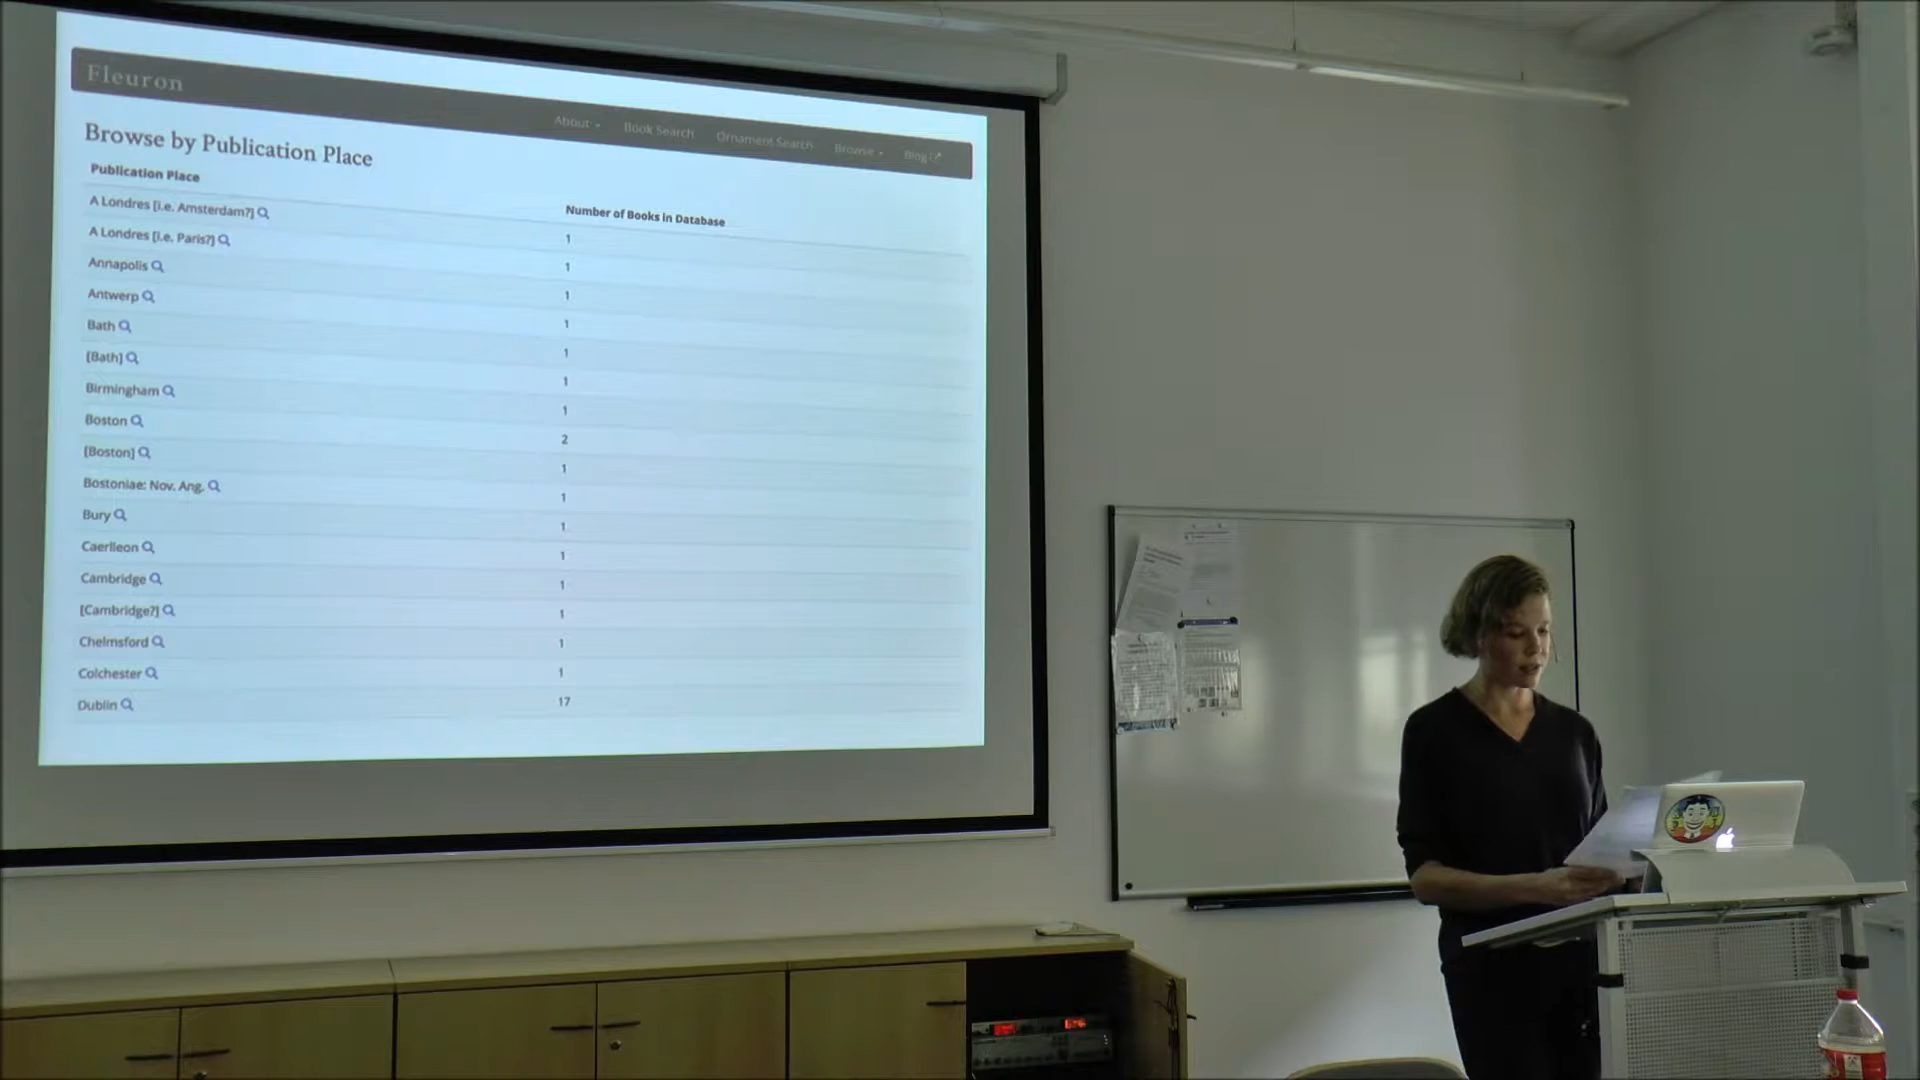 Fleuron
About Book Search Ornament Search Browse Blog
Browse by Publication Place
Publication Place Number of Books in Database
A Londres [i.e. Amsterdam?] 1
A Londres [i.e. Paris?] 1
Annapolis 1
Antwerp 1
Bath 1
[Bath] 1
Birmingham 1
Boston 2
[Boston] 1
Bostoniae: Nov. Ang. 1
Bury 1
Caerlleon 1
Cambridge 1
[Cambridge?] 1
Chelmsford 1
Colchester 1
Dublin 17